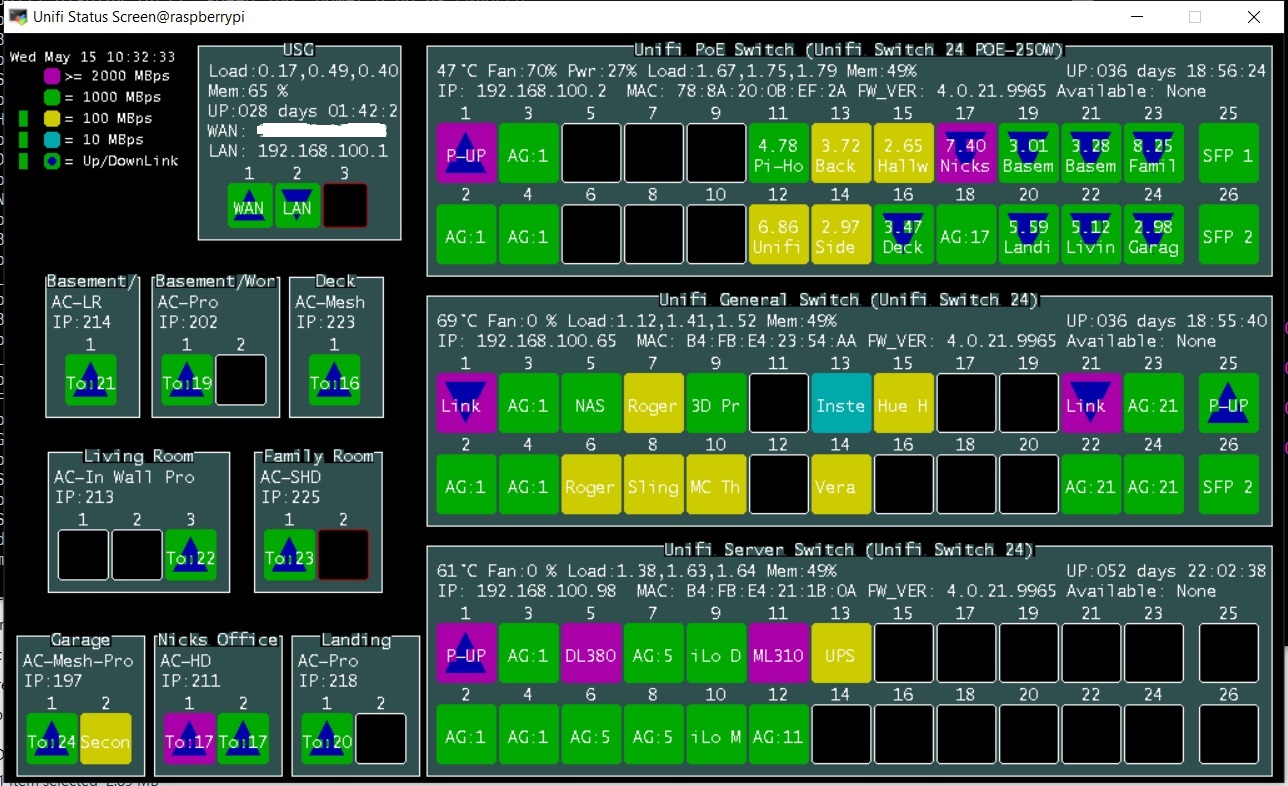 Unifi Status Screen@raspberrypi
Wed May 15 10:32:33
>= 2000 MBps
= 1000 MBps
= 100 MBps
= 10 MBps
= Up/DownLink
USG
Load:0.17,0.49,0.40
Mem:65 %
UP:028 days 01:42:2
WAN:
LAN: 192.168.100.1
1 2 3
WAN LAN
Basement/
AC-LR
IP:214
1
To:21
Basement/Wor
AC-Pro
IP:202
1 2
To:19
Deck
AC-Mesh
IP:223
1
To:16
Living Room
AC-In Wall Pro
IP:213
1 2 3
To:22
Family Room
AC-SHD
IP:225
1 2
To:23
Garage
AC-Mesh-Pro
IP:197
1 2
To:24 Secon
Nicks Office
AC-HD
IP:211
1 2
To:17 To:17
Landing
AC-Pro
IP:218
1 2
To:20
Unifi PoE Switch (Unifi Switch 24 POE-250W)
47°C Fan:70% Pwr:27% Load:1.67,1.75,1.79 Mem:49% UP:036 days 18:56:24
IP: 192.168.100.2 MAC: 78:8A:20:0B:EF:2A FW_VER: 4.0.21.9965 Available: None
1 3 5 7 9 11 13 15 17 19 21 23 25
4.78 3.72 2.65 7.40 3.01 3.28 8.25
P-UP AG:1 Pi-Ho Back Hallw Nicks Basem Basem Famil SFP 1
2 4 6 8 10 12 14 16 18 20 22 24 26
6.86 2.97 3.47 5.59 5.12 2.98
AG:1 AG:1 Unifi Side Deck AG:17 Landi Livin Garag SFP 2
Unifi General Switch (Unifi Switch 24)
69°C Fan:0 % Load:1.12,1.41,1.52 Mem:49% UP:036 days 18:55:40
IP: 192.168.100.65 MAC: B4:FB:E4:23:54:AA FW_VER: 4.0.21.9965 Available: None
1 3 5 7 9 11 13 15 17 19 21 23 25
Link AG:1 NAS Roger 3D Pr Inste Hue H Link AG:21 P-UP
2 4 6 8 10 12 14 16 18 20 22 24 26
AG:1 AG:1 Roger Sling MC Th Vera AG:21 AG:21 SFP 2
Unifi Server Switch (Unifi Switch 24)
61°C Fan:0 % Load:1.38,1.63,1.64 Mem:49% UP:052 days 22:02:38
IP: 192.168.100.98 MAC: B4:FB:E4:21:1B:0A FW_VER: 4.0.21.9965 Available: None
1 3 5 7 9 11 13 15 17 19 21 23 25
P-UP AG:1 DL380 AG:5 iLo D ML310 UPS
2 4 6 8 10 12 14 16 18 20 22 24 26
AG:1 AG:1 AG:5 AG:5 iLo M AG:11